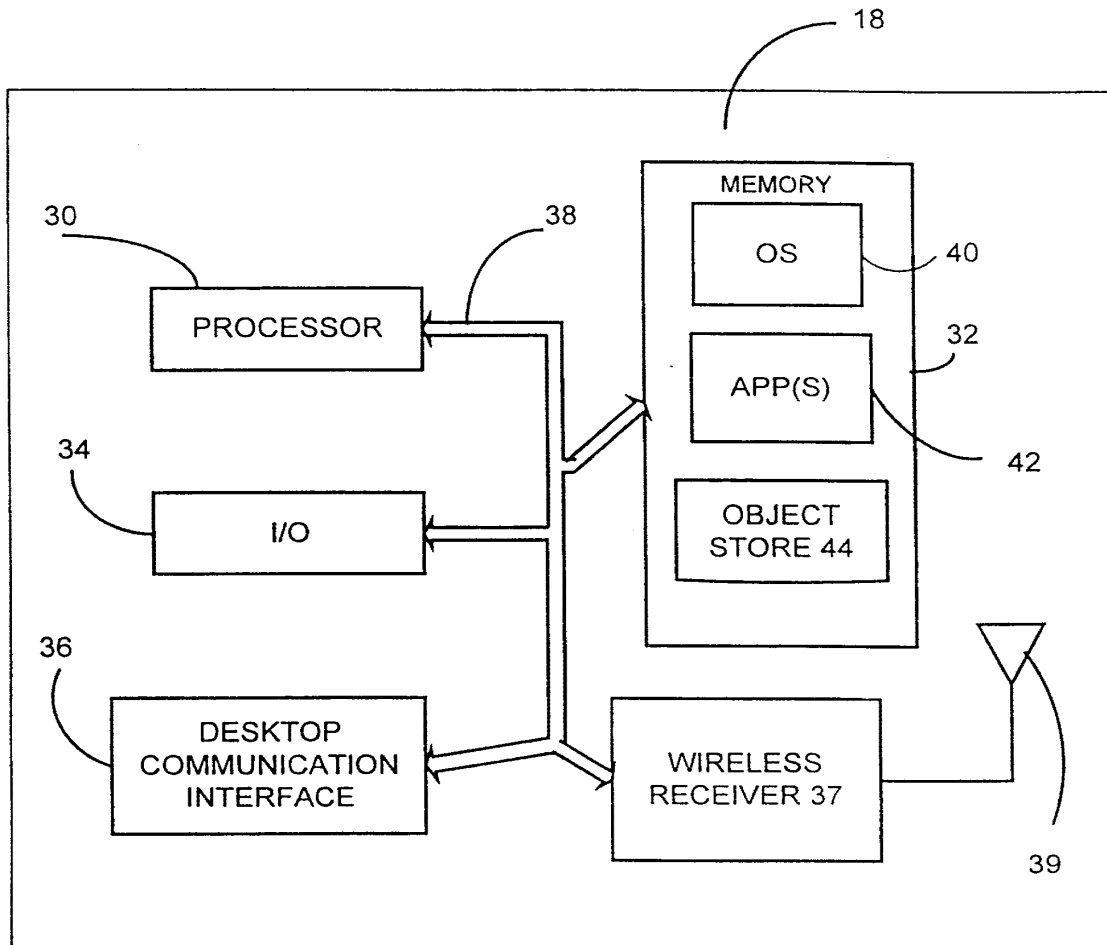 18
MEMORY
30
38
OS
40
PROCESSOR
32
APP(S)
34
42
I/O
OBJECT
STORE 44
36
DESKTOP
COMMUNICATION
INTERFACE
WIRELESS
RECEIVER 37
39